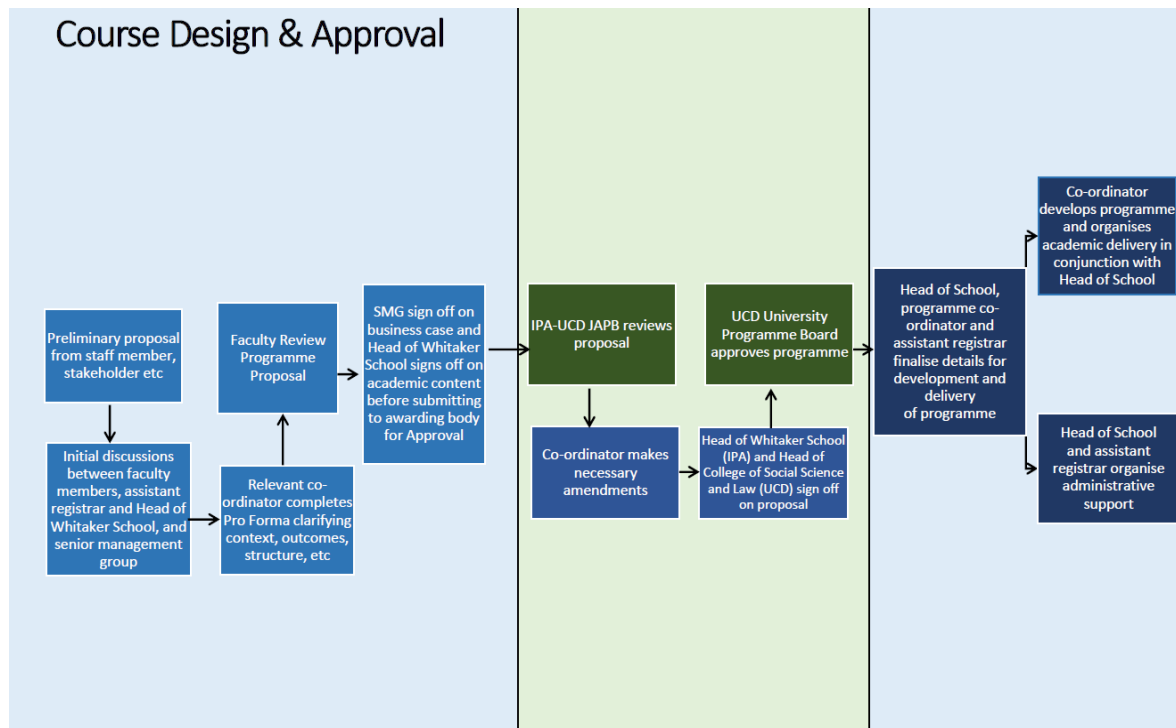 Course Design & Approval
Preliminary proposal
from staff member,
stakeholder etc
Initial discussions
between faculty
members, assistant
registrar and Head of
Whitaker School, and
senior management
group
Relevant co-
ordinator completes
Pro Forma clarifying
context, outcomes,
structure, etc
Faculty Review
Programme
Proposal
SMG sign off on
business case and
Head of Whitaker
School signs off on
academic content
before submitting
to awarding body
for Approval
IPA-UCD JAPB reviews
proposal
Co-ordinator makes
necessary
amendments
Head of Whitaker School
(IPA) and Head of
College of Social Science
and Law (UCD) sign off
on proposal
UCD University
Programme Board
approves programme
Head of School,
programme co-
ordinator and
assistant registrar
finalise details for
development and
delivery
of programme
Co-ordinator
develops programme
and organises
academic delivery in
conjunction with
Head of School
Head of School
and assistant
registrar organise
administrative
support